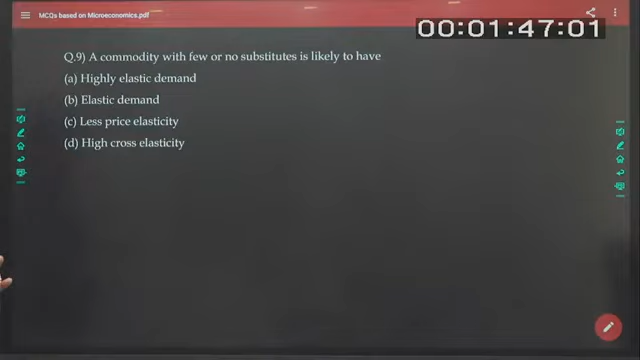 MCQs based on Microeconomics.pdf
00:01:47:01
Q.9) A commodity with few or no substitutes is likely to have
(a) Highly elastic demand
(b) Elastic demand
(c) Less price elasticity
(d) High cross elasticity